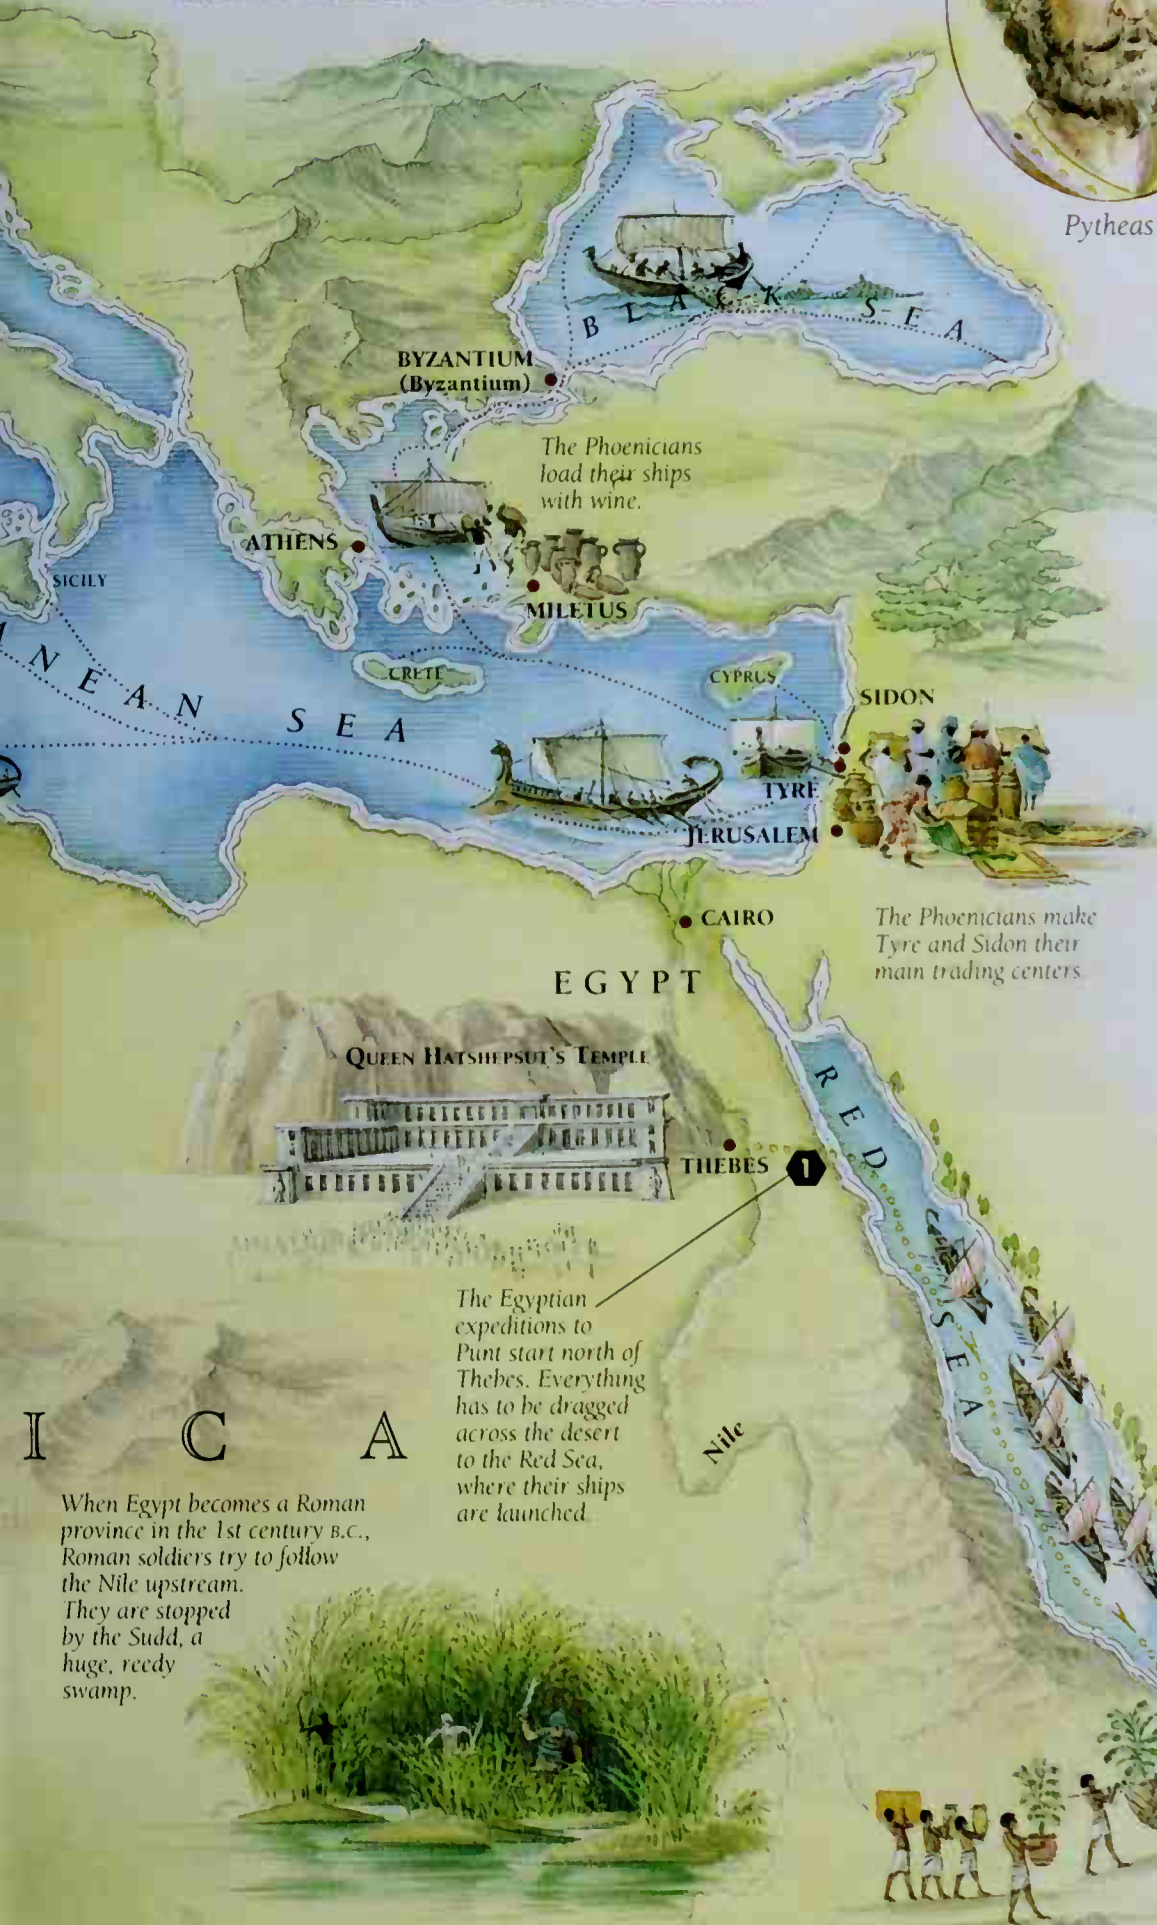 Pytheas
BLACK SEA
BYZANTIUM
(Byzantium)
The Phoenicians
load their ships
with wine.
ATHENS
SICILY
MILETUS
NEAN SEA
CRETE
CYPRUS
SIDON
TYRE
JERUSALEM
CAIRO
The Phoenicians make
Tyre and Sidon their
main trading centers.
EGYPT
QUEEN HATSHEPSUT'S TEMPLE
RED SEA
THEBES
1
The Egyptian
expeditions to
Punt start north of
Thebes. Everything
has to be dragged
across the desert
to the Red Sea,
where their ships
are launched.
Nile
I C A
When Egypt becomes a Roman
province in the 1st century B.C.,
Roman soldiers try to follow
the Nile upstream.
They are stopped
by the Sudd, a
huge, reedy
swamp.